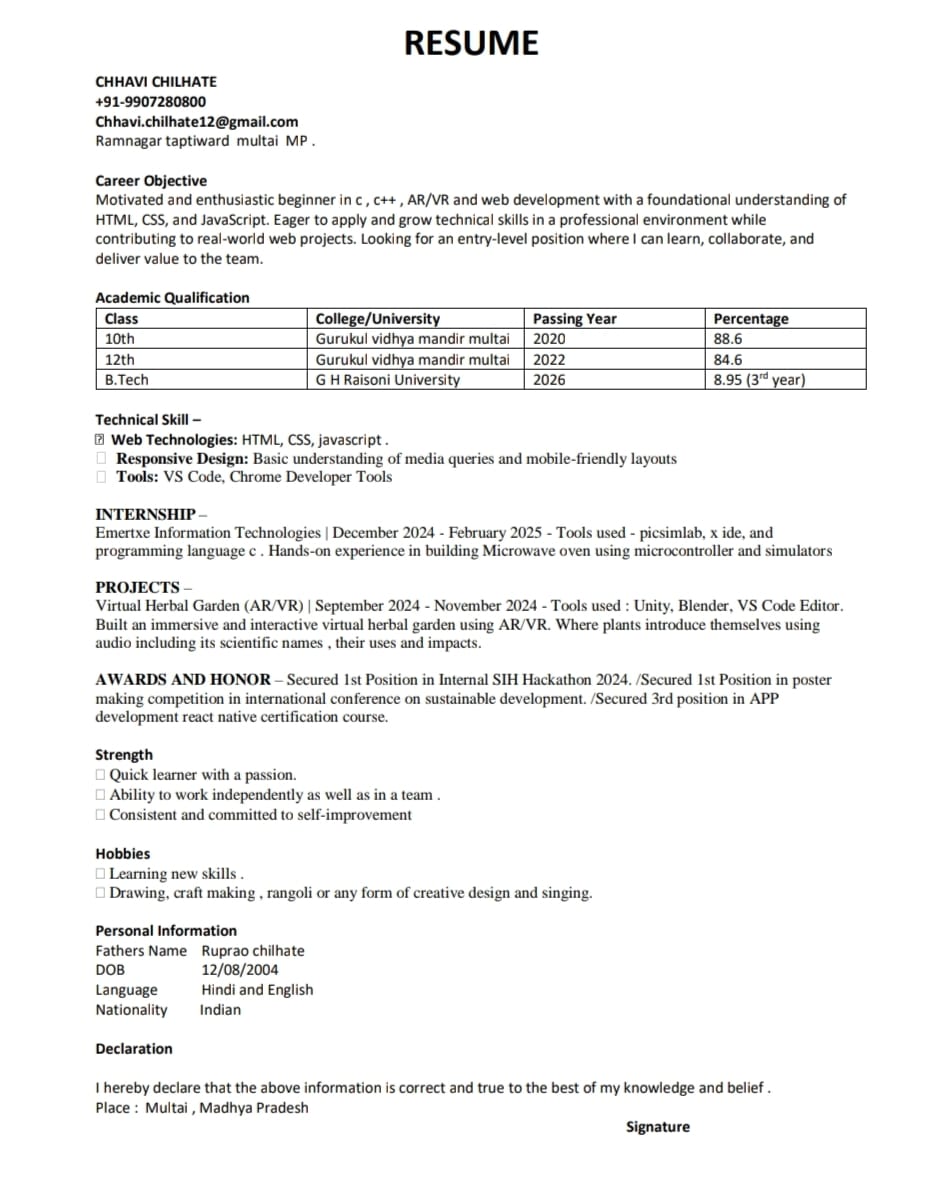 RESUME
CHHAVI CHILHATE
+91-9907280800
Chhavi.chilhate12@gmail.com
Ramnagar taptiward multai MP .
Career Objective
Motivated and enthusiastic beginner in c , c++ , AR/VR and web development with a foundational understanding of
HTML, CSS, and JavaScript. Eager to apply and grow technical skills in a professional environment while
contributing to real-world web projects. Looking for an entry-level position where I can learn, collaborate, and
deliver value to the team.
Academic Qualification
Class College/University Passing Year Percentage
10th Gurukul vidhya mandir multai 2020 88.6
12th Gurukul vidhya mandir multai 2022 84.6
B.Tech G H Raisoni University 2026 8.95 (3rd year)
Technical Skill –
Web Technologies: HTML, CSS, javascript .
Responsive Design: Basic understanding of media queries and mobile-friendly layouts
Tools: VS Code, Chrome Developer Tools
INTERNSHIP –
Emertxe Information Technologies | December 2024 - February 2025 - Tools used - picsimlab, x ide, and
programming language c . Hands-on experience in building Microwave oven using microcontroller and simulators
PROJECTS –
Virtual Herbal Garden (AR/VR) | September 2024 - November 2024 - Tools used : Unity, Blender, VS Code Editor.
Built an immersive and interactive virtual herbal garden using AR/VR. Where plants introduce themselves using
audio including its scientific names , their uses and impacts.
AWARDS AND HONOR – Secured 1st Position in Internal SIH Hackathon 2024. /Secured 1st Position in poster
making competition in international conference on sustainable development. /Secured 3rd position in APP
development react native certification course.
Strength
Quick learner with a passion.
Ability to work independently as well as in a team .
Consistent and committed to self-improvement
Hobbies
Learning new skills .
Drawing, craft making , rangoli or any form of creative design and singing.
Personal Information
Fathers Name Ruprao chilhate
DOB 12/08/2004
Language Hindi and English
Nationality Indian
Declaration
I hereby declare that the above information is correct and true to the best of my knowledge and belief .
Place : Multai , Madhya Pradesh
Signature